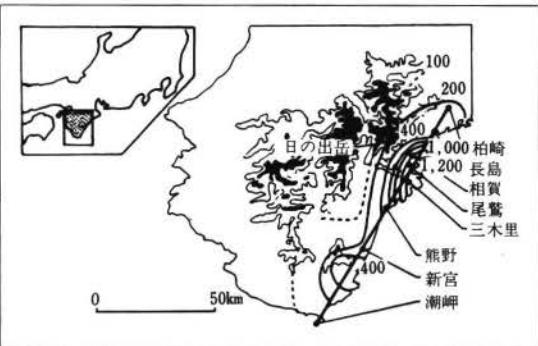 100
200
400
1,000
1,200
柏崎
長島
相賀
尾鷲
三木里
日の出岳
熊野
新宮
400
潮岬
0
50km